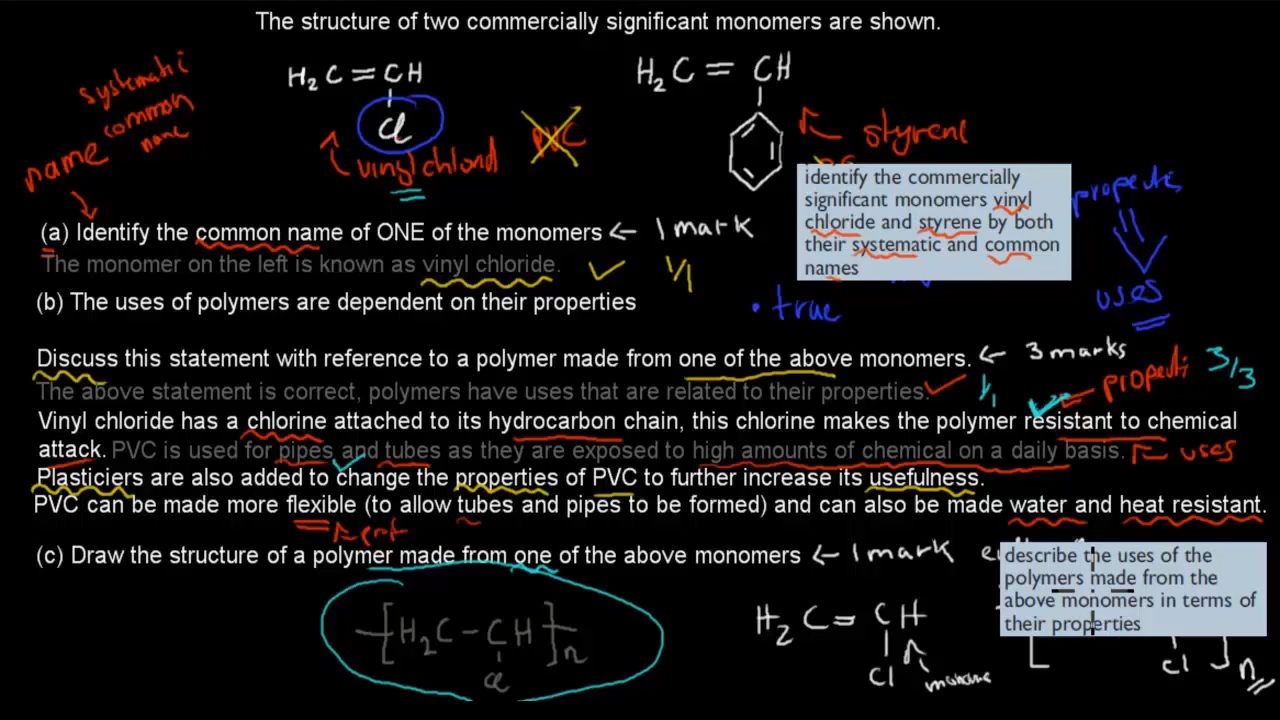 The structure of two commercially significant monomers are shown.
systematic
common
name
name
H2C = CH
Cl
vinyl chlorid
PVC
H2C = CH
styrene
identify the commercially
significant monomers vinyl
chloride and styrene by both
their systematic and common
names
propertis
uses
(a) Identify the common name of ONE of the monomers ← 1 mark
The monomer on the left is known as vinyl chloride. 1/1
(b) The uses of polymers are dependent on their properties
• true
Discuss this statement with reference to a polymer made from one of the above monomers. ← 3 marks
The above statement is correct, polymers have uses that are related to their properties. 1/1
properti 3/3
Vinyl chloride has a chlorine attached to its hydrocarbon chain, this chlorine makes the polymer resistant to chemical
attack. PVC is used for pipes and tubes as they are exposed to high amounts of chemical on a daily basis. ← uses
Plasticiers are also added to change the properties of PVC to further increase its usefulness.
PVC can be made more flexible (to allow tubes and pipes to be formed) and can also be made water and heat resistant.
(c) Draw the structure of a polymer made from one of the above monomers ← 1 mark
describe the uses of the
polymers made from the
above monomers in terms of
their properties
[H2C - CH]n
Cl
H2C = CH
Cl
Cl ]n